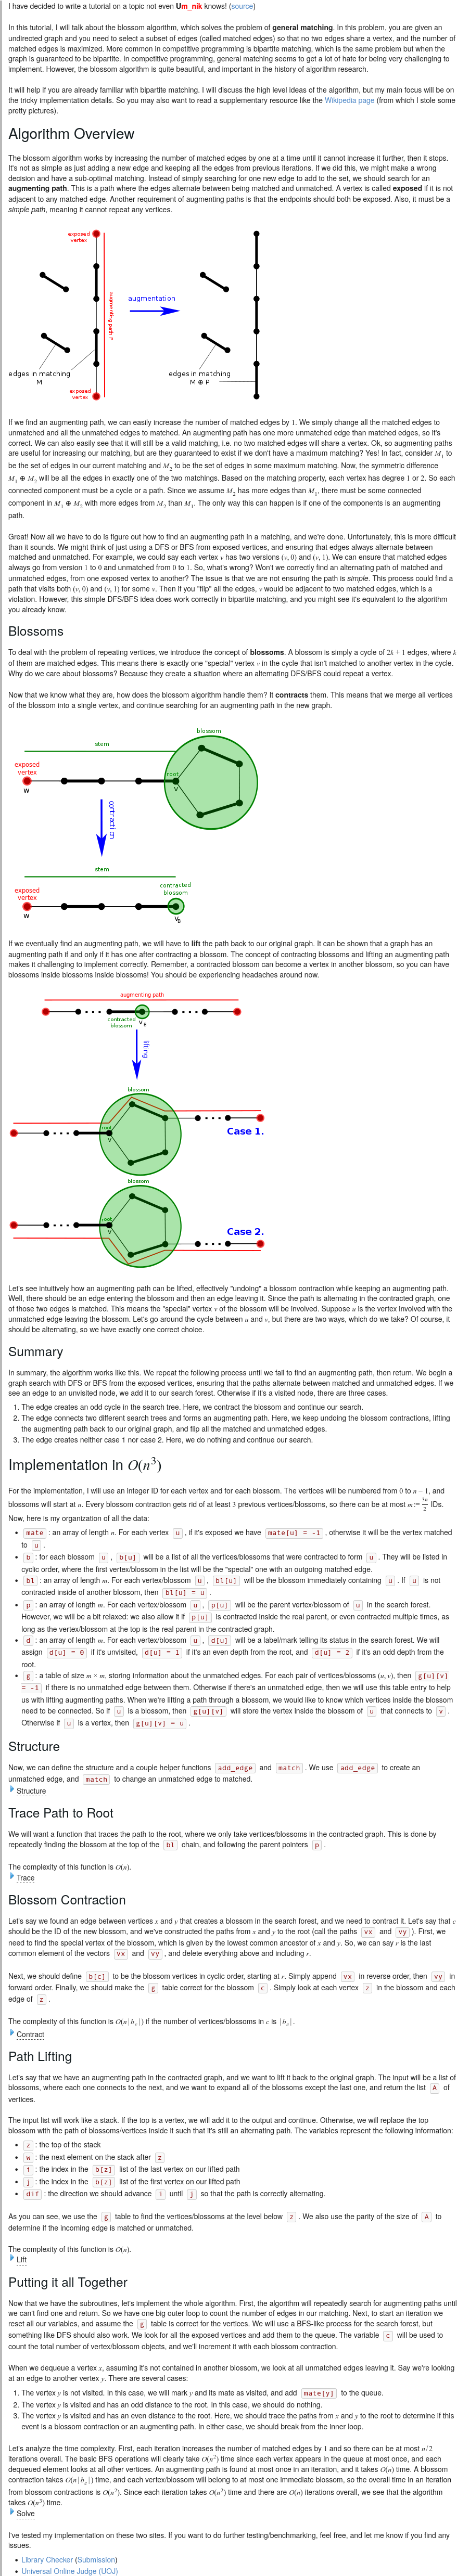 I have decided to write a tutorial on a topic not even Um_nik knows! (source)
In this tutorial, I will talk about the blossom algorithm, which solves the problem of general matching. In this problem, you are given an
undirected graph and you need to select a subset of edges (called matched edges) so that no two edges share a vertex, and the number of
matched edges is maximized. More common in competitive programming is bipartite matching, which is the same problem but when the
graph is guaranteed to be bipartite. In competitive programming, general matching seems to get a lot of hate for being very challenging to
implement. However, the blossom algorithm is quite beautiful, and important in the history of algorithm research.
It will help if you are already familiar with bipartite matching. I will discuss the high level ideas of the algorithm, but my main focus will be on
the tricky implementation details. So you may also want to read a supplementary resource like the Wikipedia page (from which I stole some
pretty pictures).
Algorithm Overview
The blossom algorithm works by increasing the number of matched edges by one at a time until it cannot increase it further, then it stops.
It's not as simple as just adding a new edge and keeping all the edges from previous iterations. If we did this, we might make a wrong
decision and have a sub-optimal matching. Instead of simply searching for one new edge to add to the set, we should search for an
augmenting path. This is a path where the edges alternate between being matched and unmatched. A vertex is called exposed if it is not
adjacent to any matched edge. Another requirement of augmenting paths is that the endpoints should both be exposed. Also, it must be a
simple path, meaning it cannot repeat any vertices.
exposed
vertex
augmenting path P
augmentation
edges in matching
M
edges in matching
M ⊕ P
exposed
vertex
If we find an augmenting path, we can easily increase the number of matched edges by 1. We simply change all the matched edges to
unmatched and all the unmatched edges to matched. An augmenting path has one more unmatched edge than matched edges, so it's
correct. We can also easily see that it will still be a valid matching, i.e. no two matched edges will share a vertex. Ok, so augmenting paths
are useful for increasing our matching, but are they guaranteed to exist if we don't have a maximum matching? Yes! In fact, consider M₁ to
be the set of edges in our current matching and M₂ to be the set of edges in some maximum matching. Now, the symmetric difference
M₁ ⊕ M₂ will be all the edges in exactly one of the two matchings. Based on the matching property, each vertex has degree 1 or 2. So each
connected component must be a cycle or a path. Since we assume M₂ has more edges than M₁, there must be some connected
component in M₁ ⊕ M₂ with more edges from M₂ than M₁. The only way this can happen is if one of the components is an augmenting
path.
Great! Now all we have to do is figure out how to find an augmenting path in a matching, and we're done. Unfortunately, this is more difficult
than it sounds. We might think of just using a DFS or BFS from exposed vertices, and ensuring that edges always alternate between
matched and unmatched. For example, we could say each vertex v has two versions (v, 0) and (v, 1). We can ensure that matched edges
always go from version 1 to 0 and unmatched from 0 to 1. So, what's wrong? Won't we correctly find an alternating path of matched and
unmatched edges, from one exposed vertex to another? The issue is that we are not ensuring the path is simple. This process could find a
path that visits both (v, 0) and (v, 1) for some v. Then if you "flip" all the edges, v would be adjacent to two matched edges, which is a
violation. However, this simple DFS/BFS idea does work correctly in bipartite matching, and you might see it's equivalent to the algorithm
you already know.
Blossoms
To deal with the problem of repeating vertices, we introduce the concept of blossoms. A blossom is simply a cycle of 2k + 1 edges, where k
of them are matched edges. This means there is exactly one "special" vertex v in the cycle that isn't matched to another vertex in the cycle.
Why do we care about blossoms? Because they create a situation where an alternating DFS/BFS could repeat a vertex.
Now that we know what they are, how does the blossom algorithm handle them? It contracts them. This means that we merge all vertices
of the blossom into a single vertex, and continue searching for an augmenting path in the new graph.
blossom
stem
exposed
vertex
root
w
v
contraction
stem
contracted
blossom
exposed
vertex
w
vB
If we eventually find an augmenting path, we will have to lift the path back to our original graph. It can be shown that a graph has an
augmenting path if and only if it has one after contracting a blossom. The concept of contracting blossoms and lifting an augmenting path
makes it challenging to implement correctly. Remember, a contracted blossom can become a vertex in another blossom, so you can have
blossoms inside blossoms inside blossoms! You should be experiencing headaches around now.
augmenting path
contracted
blossom
vB
lifting
blossom
root
v
Case 1.
blossom
root
v
Case 2.
Let's see intuitively how an augmenting path can be lifted, effectively "undoing" a blossom contraction while keeping an augmenting path.
Well, there should be an edge entering the blossom and then an edge leaving it. Since the path is alternating in the contracted graph, one
of those two edges is matched. This means the "special" vertex v of the blossom will be involved. Suppose u is the vertex involved with the
unmatched edge leaving the blossom. Let's go around the cycle between u and v, but there are two ways, which do we take? Of course, it
should be alternating, so we have exactly one correct choice.
Summary
In summary, the algorithm works like this. We repeat the following process until we fail to find an augmenting path, then return. We begin a
graph search with DFS or BFS from the exposed vertices, ensuring that the paths alternate between matched and unmatched edges. If we
see an edge to an unvisited node, we add it to our search forest. Otherwise if it's a visited node, there are three cases.
1. The edge creates an odd cycle in the search tree. Here, we contract the blossom and continue our search.
2. The edge connects two different search trees and forms an augmenting path. Here, we keep undoing the blossom contractions, lifting
the augmenting path back to our original graph, and flip all the matched and unmatched edges.
3. The edge creates neither case 1 nor case 2. Here, we do nothing and continue our search.
Implementation in O(n³)
For the implementation, I will use an integer ID for each vertex and for each blossom. The vertices will be numbered from 0 to n − 1, and
blossoms will start at n. Every blossom contraction gets rid of at least 3 previous vertices/blossoms, so there can be at most m := 3n/2 IDs.
Now, here is my organization of all the data:
• mate : an array of length n. For each vertex u , if it's exposed we have mate[u] = -1 , otherwise it will be the vertex matched
to u .
• b : for each blossom u , b[u] will be a list of all the vertices/blossoms that were contracted to form u . They will be listed in
cyclic order, where the first vertex/blossom in the list will be the "special" one with an outgoing matched edge.
• bl : an array of length m. For each vertex/blossom u , bl[u] will be the blossom immediately containing u . If u is not
contained inside of another blossom, then bl[u] = u .
• p : an array of length m. For each vertex/blossom u , p[u] will be the parent vertex/blossom of u in the search forest.
However, we will be a bit relaxed: we also allow it if p[u] is contracted inside the real parent, or even contracted multiple times, as
long as the vertex/blossom at the top is the real parent in the contracted graph.
• d : an array of length m. For each vertex/blossom u , d[u] will be a label/mark telling its status in the search forest. We will
assign d[u] = 0 if it's unvisited, d[u] = 1 if it's an even depth from the root, and d[u] = 2 if it's an odd depth from the
root.
• g : a table of size m × m, storing information about the unmatched edges. For each pair of vertices/blossoms (u, v), then g[u][v]
= -1 if there is no unmatched edge between them. Otherwise if there's an unmatched edge, then we will use this table entry to help
us with lifting augmenting paths. When we're lifting a path through a blossom, we would like to know which vertices inside the blossom
need to be connected. So if u is a blossom, then g[u][v] will store the vertex inside the blossom of u that connects to v .
Otherwise if u is a vertex, then g[u][v] = u .
Structure
Now, we can define the structure and a couple helper functions add_edge and match . We use add_edge to create an
unmatched edge, and match to change an unmatched edge to matched.
Structure
Trace Path to Root
We will want a function that traces the path to the root, where we only take vertices/blossoms in the contracted graph. This is done by
repeatedly finding the blossom at the top of the bl chain, and following the parent pointers p .
The complexity of this function is O(n).
Trace
Blossom Contraction
Let's say we found an edge between vertices x and y that creates a blossom in the search forest, and we need to contract it. Let's say that c
should be the ID of the new blossom, and we've constructed the paths from x and y to the root (call the paths vx and vy ). First, we
need to find the special vertex of the blossom, which is given by the lowest common ancestor of x and y. So, we can say r is the last
common element of the vectors vx and vy , and delete everything above and including r.
Next, we should define b[c] to be the blossom vertices in cyclic order, starting at r. Simply append vx in reverse order, then vy in
forward order. Finally, we should make the g table correct for the blossom c . Simply look at each vertex z in the blossom and each
edge of z .
The complexity of this function is O(n|b_c|) if the number of vertices/blossoms in c is |b_c|.
Contract
Path Lifting
Let's say that we have an augmenting path in the contracted graph, and we want to lift it back to the original graph. The input will be a list of
blossoms, where each one connects to the next, and we want to expand all of the blossoms except the last one, and return the list A of
vertices.
The input list will work like a stack. If the top is a vertex, we will add it to the output and continue. Otherwise, we will replace the top
blossom with the path of blossoms/vertices inside it such that it's still an alternating path. The variables represent the following information:
• z : the top of the stack
• w : the next element on the stack after z
• i : the index in the b[z] list of the last vertex on our lifted path
• j : the index in the b[z] list of the first vertex on our lifted path
• dif : the direction we should advance i until j so that the path is correctly alternating.
As you can see, we use the g table to find the vertices/blossoms at the level below z . We also use the parity of the size of A to
determine if the incoming edge is matched or unmatched.
The complexity of this function is O(n).
Lift
Putting it all Together
Now that we have the subroutines, let's implement the whole algorithm. First, the algorithm will repeatedly search for augmenting paths until
we can't find one and return. So we have one big outer loop to count the number of edges in our matching. Next, to start an iteration we
reset all our variables, and assume the g table is correct for the vertices. We will use a BFS-like process for the search forest, but
something like DFS should also work. We look for all the exposed vertices and add them to the queue. The variable c will be used to
count the total number of vertex/blossom objects, and we'll increment it with each blossom contraction.
When we dequeue a vertex x, assuming it's not contained in another blossom, we look at all unmatched edges leaving it. Say we're looking
at an edge to another vertex y. There are several cases:
1. The vertex y is not visited. In this case, we will mark y and its mate as visited, and add mate[y] to the queue.
2. The vertex y is visited and has an odd distance to the root. In this case, we should do nothing.
3. The vertex y is visited and has an even distance to the root. Here, we should trace the paths from x and y to the root to determine if this
event is a blossom contraction or an augmenting path. In either case, we should break from the inner loop.
Let's analyze the time complexity. First, each iteration increases the number of matched edges by 1 and so there can be at most n/2
iterations overall. The basic BFS operations will clearly take O(n²) time since each vertex appears in the queue at most once, and each
dequeued element looks at all other vertices. An augmenting path is found at most once in an iteration, and it takes O(n) time. A blossom
contraction takes O(n|b_c|) time, and each vertex/blossom will belong to at most one immediate blossom, so the overall time in an iteration
from blossom contractions is O(n²). Since each iteration takes O(n²) time and there are O(n) iterations overall, we see that the algorithm
takes O(n³) time.
Solve
I've tested my implementation on these two sites. If you want to do further testing/benchmarking, feel free, and let me know if you find any
issues.
• Library Checker (Submission)
• Universal Online Judge (UOJ)